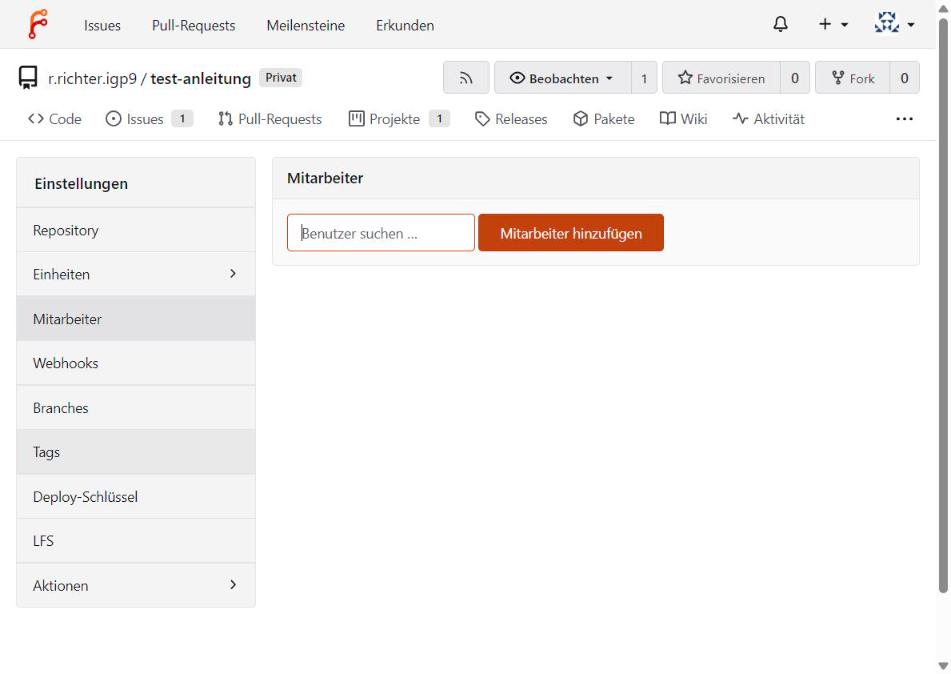 Issues Pull-Requests Meilensteine Erkunden
r.richter.igp9 / test-anleitung Privat Beobachten 1 Favorisieren 0 Fork 0
Code Issues 1 Pull-Requests Projekte 1 Releases Pakete Wiki Aktivität
Einstellungen
Repository
Einheiten
Mitarbeiter
Webhooks
Branches
Tags
Deploy-Schlüssel
LFS
Aktionen
Mitarbeiter
Benutzer suchen ... Mitarbeiter hinzufügen